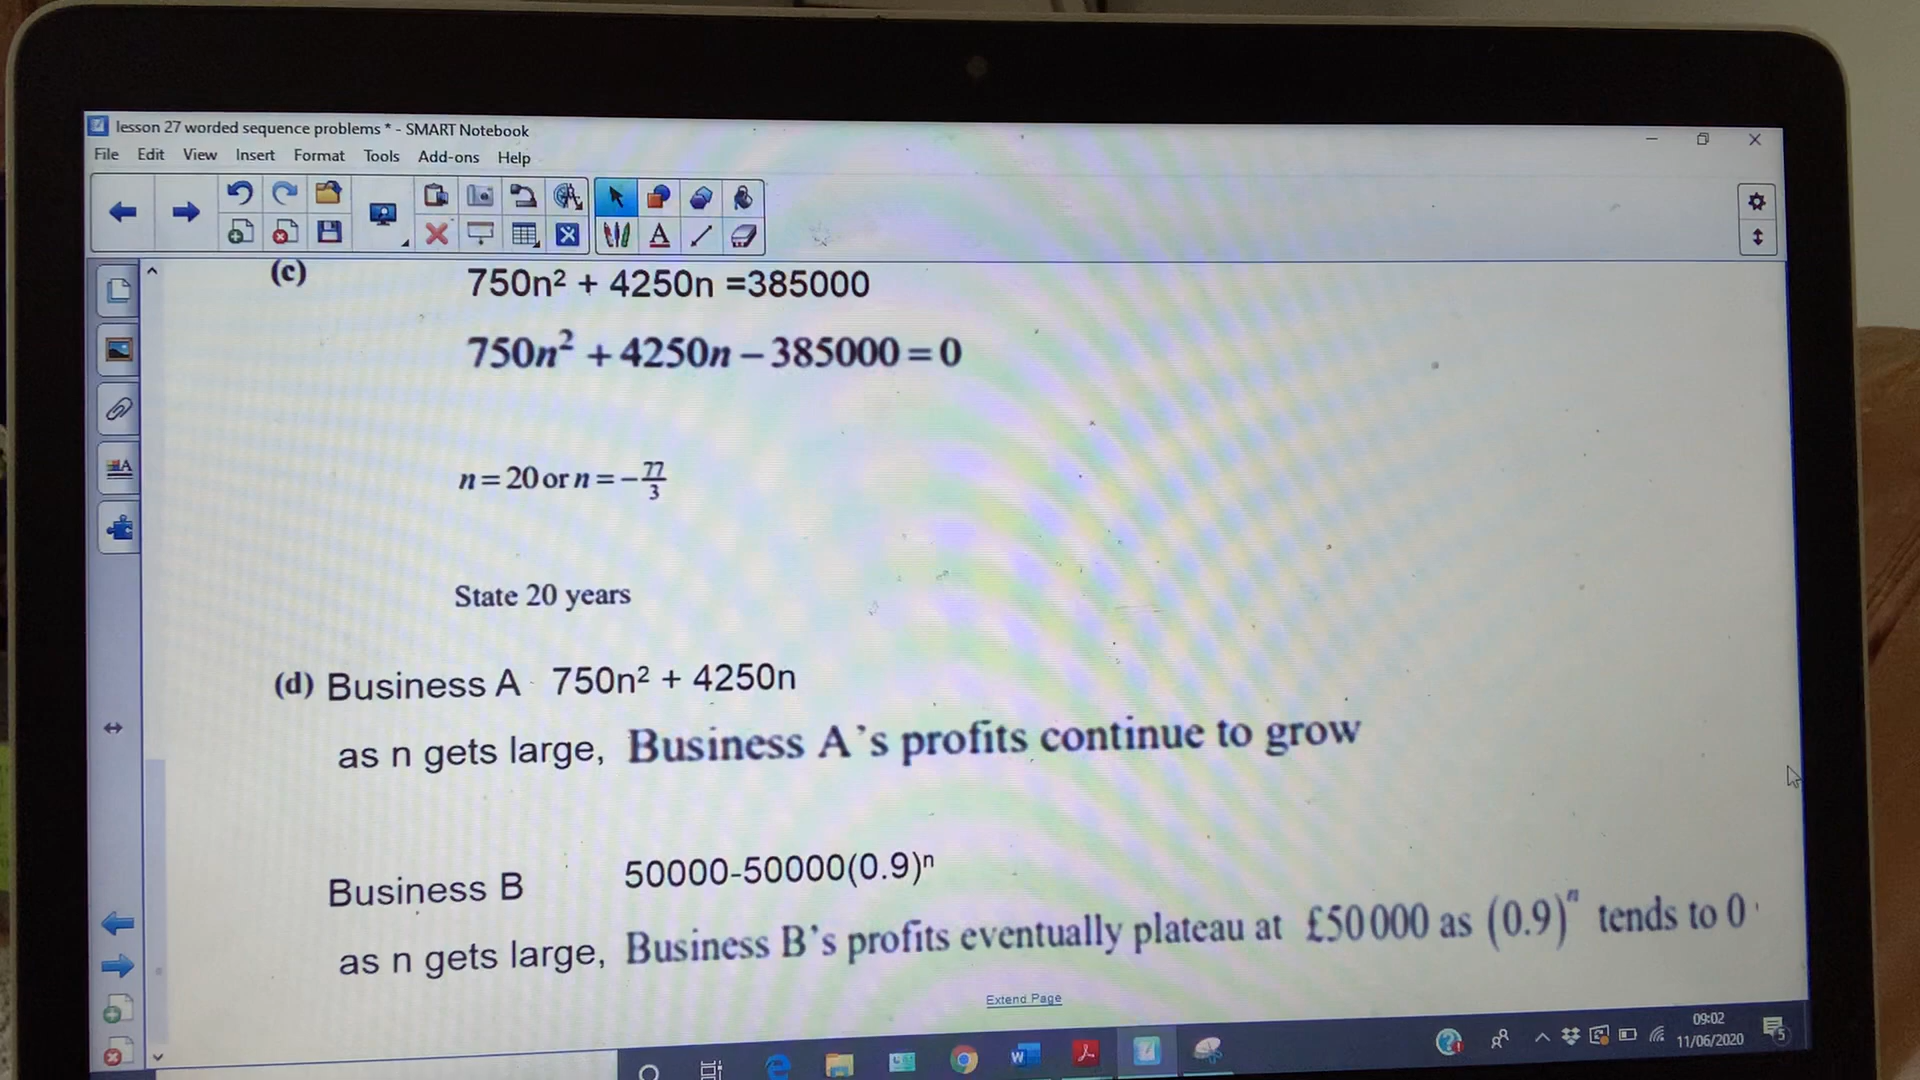 lesson 27 worded sequence problems * - SMART Notebook
File Edit View Insert Format Tools Add-ons Help
(c) 750n² + 4250n =385000
750n² + 4250n – 385000 = 0
n = 20 or n = – 77/3
State 20 years
(d) Business A 750n² + 4250n
as n gets large, Business A's profits continue to grow
Business B 50000-50000(0.9)ⁿ
as n gets large, Business B's profits eventually plateau at £50000 as (0.9)ⁿ tends to 0
Extend Page
09:02
11/06/2020
5